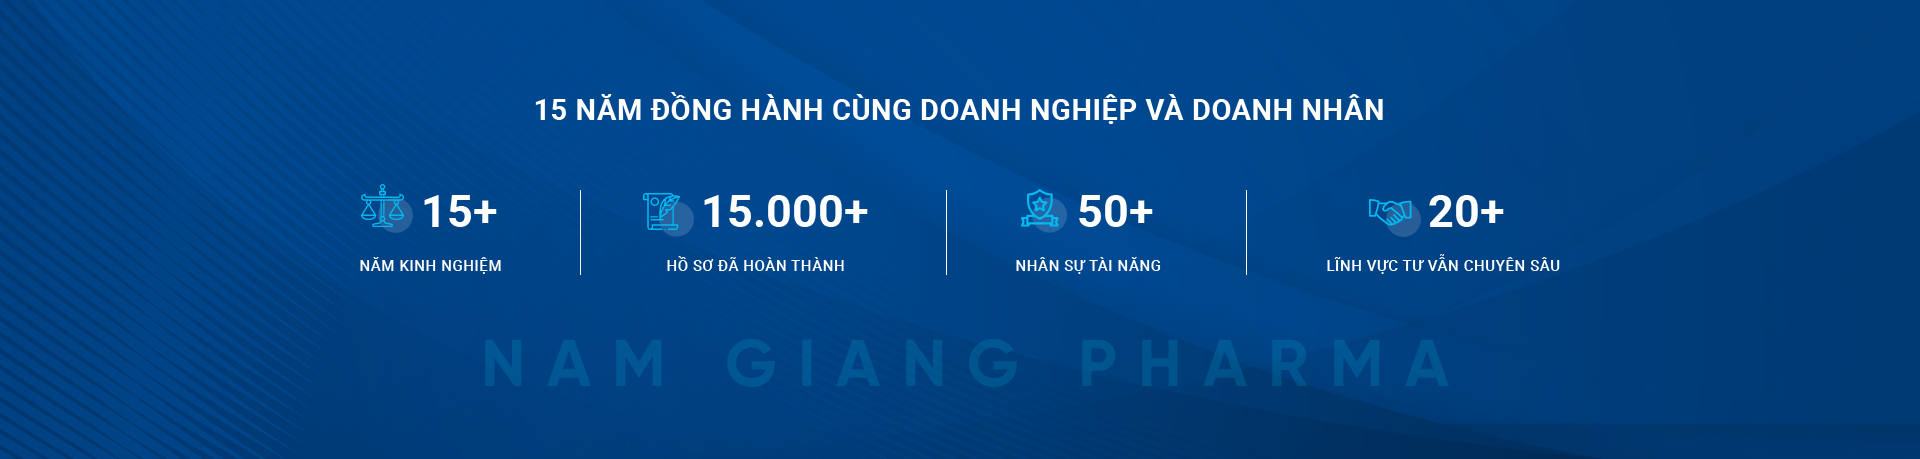 15 NĂM ĐỒNG HÀNH CÙNG DOANH NGHIỆP VÀ DOANH NHÂN
15+
NĂM KINH NGHIỆM
15.000+
HỒ SƠ ĐÃ HOÀN THÀNH
50+
NHÂN SỰ TÀI NĂNG
20+
LĨNH VỰC TƯ VẤN CHUYÊN SÂU
NAM GIANG PHARMA